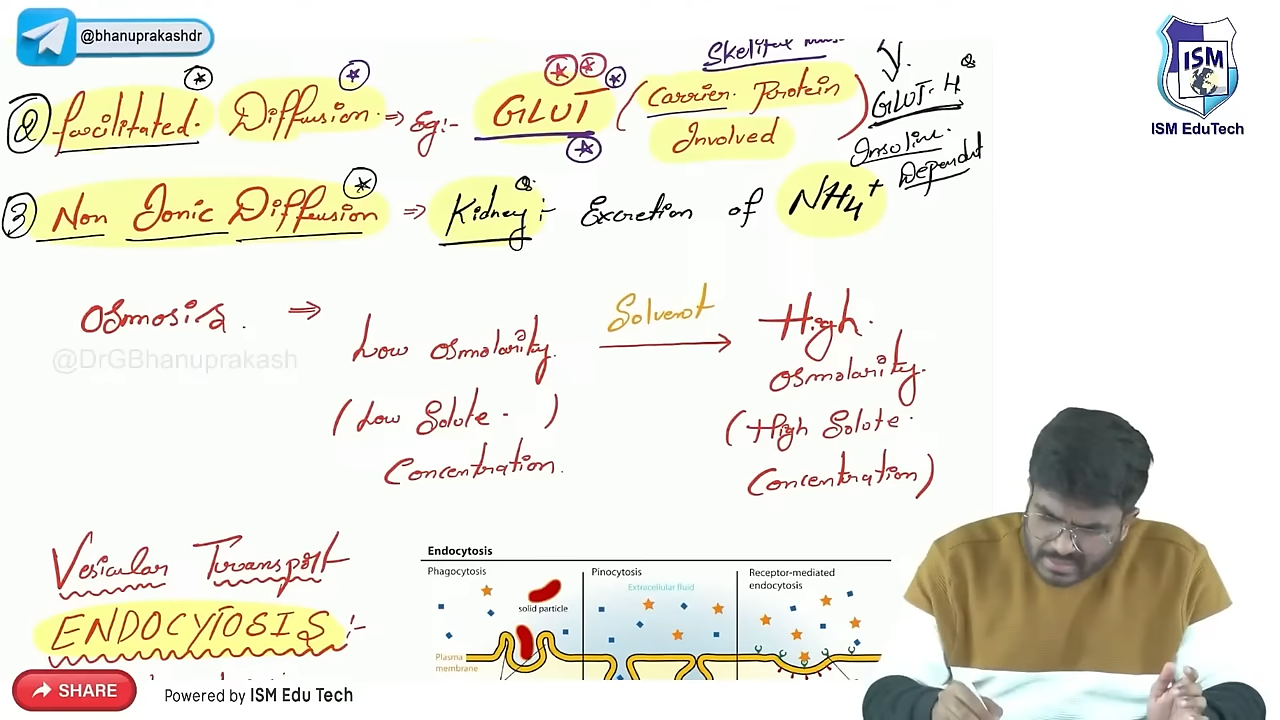 @bhanuprakashdr
ISM
ISM EduTech
② Facilitated Diffusion => Eg:- GLUT (Carrier Protein Involved)
GLUT-4
Dependent
③ Non Ionic Diffusion => Kidney:- Excretion of NH4+
Osmosis =>
Low Osmolarity.
(Low Solute Concentration.)
Solvent
High Osmolarity.
(High Solute Concentration)
@DrGBhanuprakash
Vesicular Transport
ENDOCYTOSIS:-
Endocytosis
Phagocytosis
solid particle
Plasma membrane
Pinocytosis
Extracellular fluid
Receptor-mediated endocytosis
SHARE
Powered by ISM Edu Tech